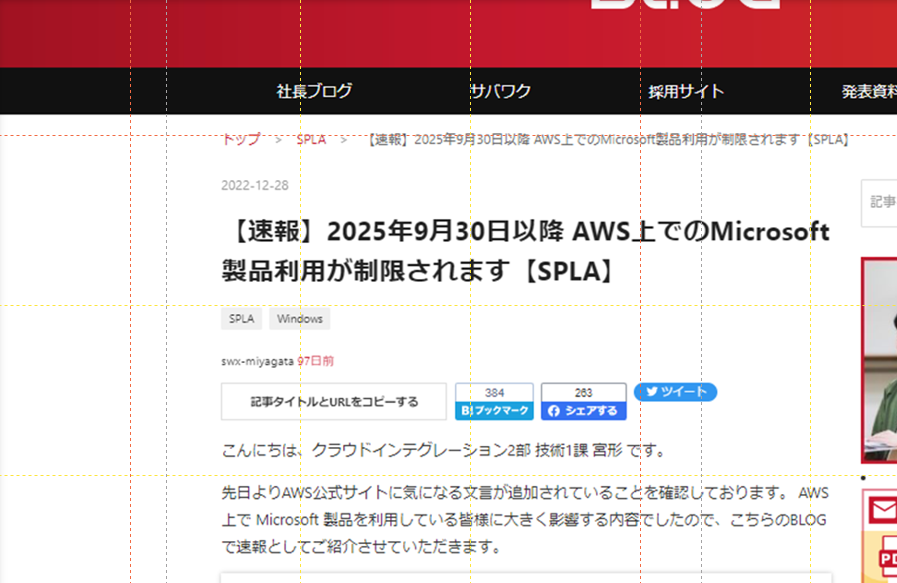 社長ブログ サバワク 採用サイト 発表資料
トップ > SPLA > 【速報】2025年9月30日以降 AWS上でのMicrosoft製品利用が制限されます【SPLA】
2022-12-28
記事
【速報】2025年9月30日以降 AWS上でのMicrosoft
製品利用が制限されます【SPLA】
SPLA Windows
swx-miyagata 97日前
記事タイトルとURLをコピーする
384
B!ブックマーク
263
シェアする
ツイート
こんにちは、クラウドインテグレーション2部 技術1課 宮形 です。
先日よりAWS公式サイトに気になる文言が追加されていることを確認しております。 AWS
上で Microsoft 製品を利用している皆様に大きく影響する内容でしたので、こちらのBLOG
で速報としてご紹介させていただきます。